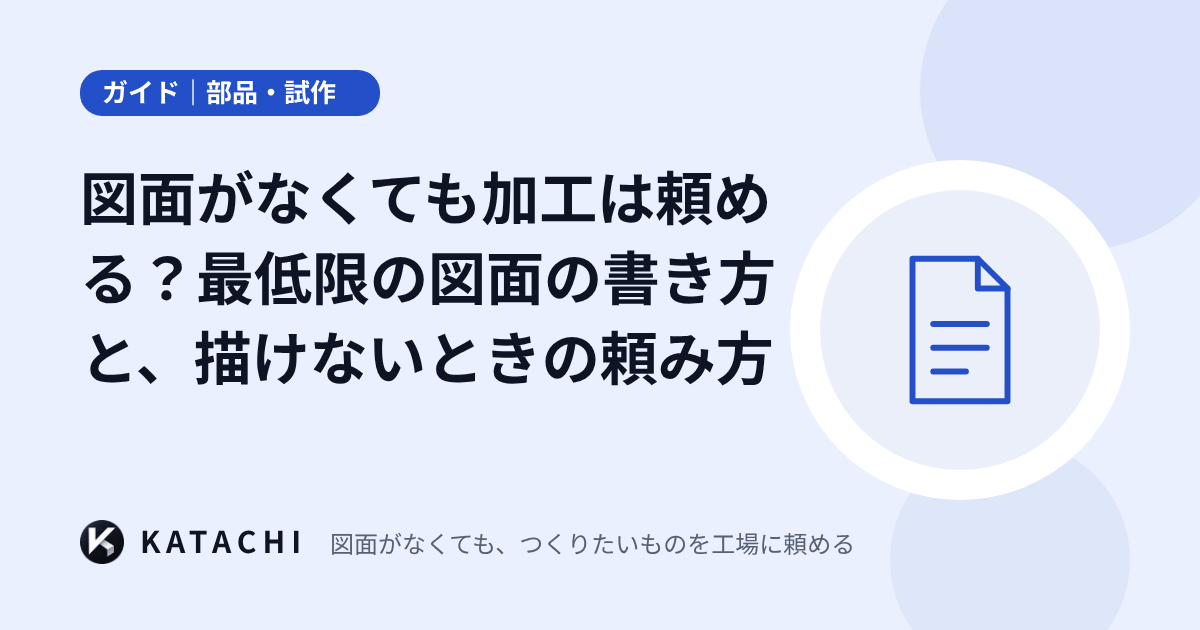 ガイド｜部品・試作
図面がなくても加工は頼め
る？最低限の図面の書き方
と、描けないときの頼み方
KATACHI 図面がなくても、つくりたいものを工場に頼める